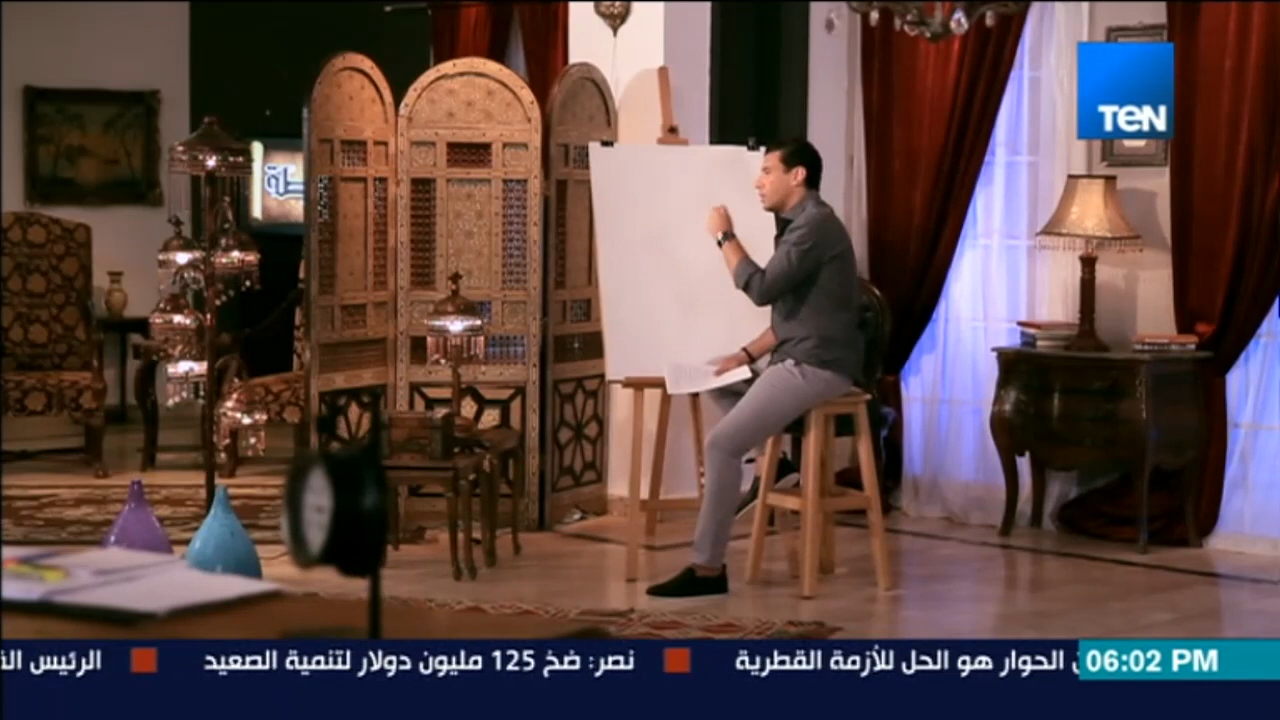 TEN
ن الحوار هو الحل للأزمة القطرية
نصر: ضخ 125 مليون دولار لتنمية الصعيد
الرئيس
06:02 PM